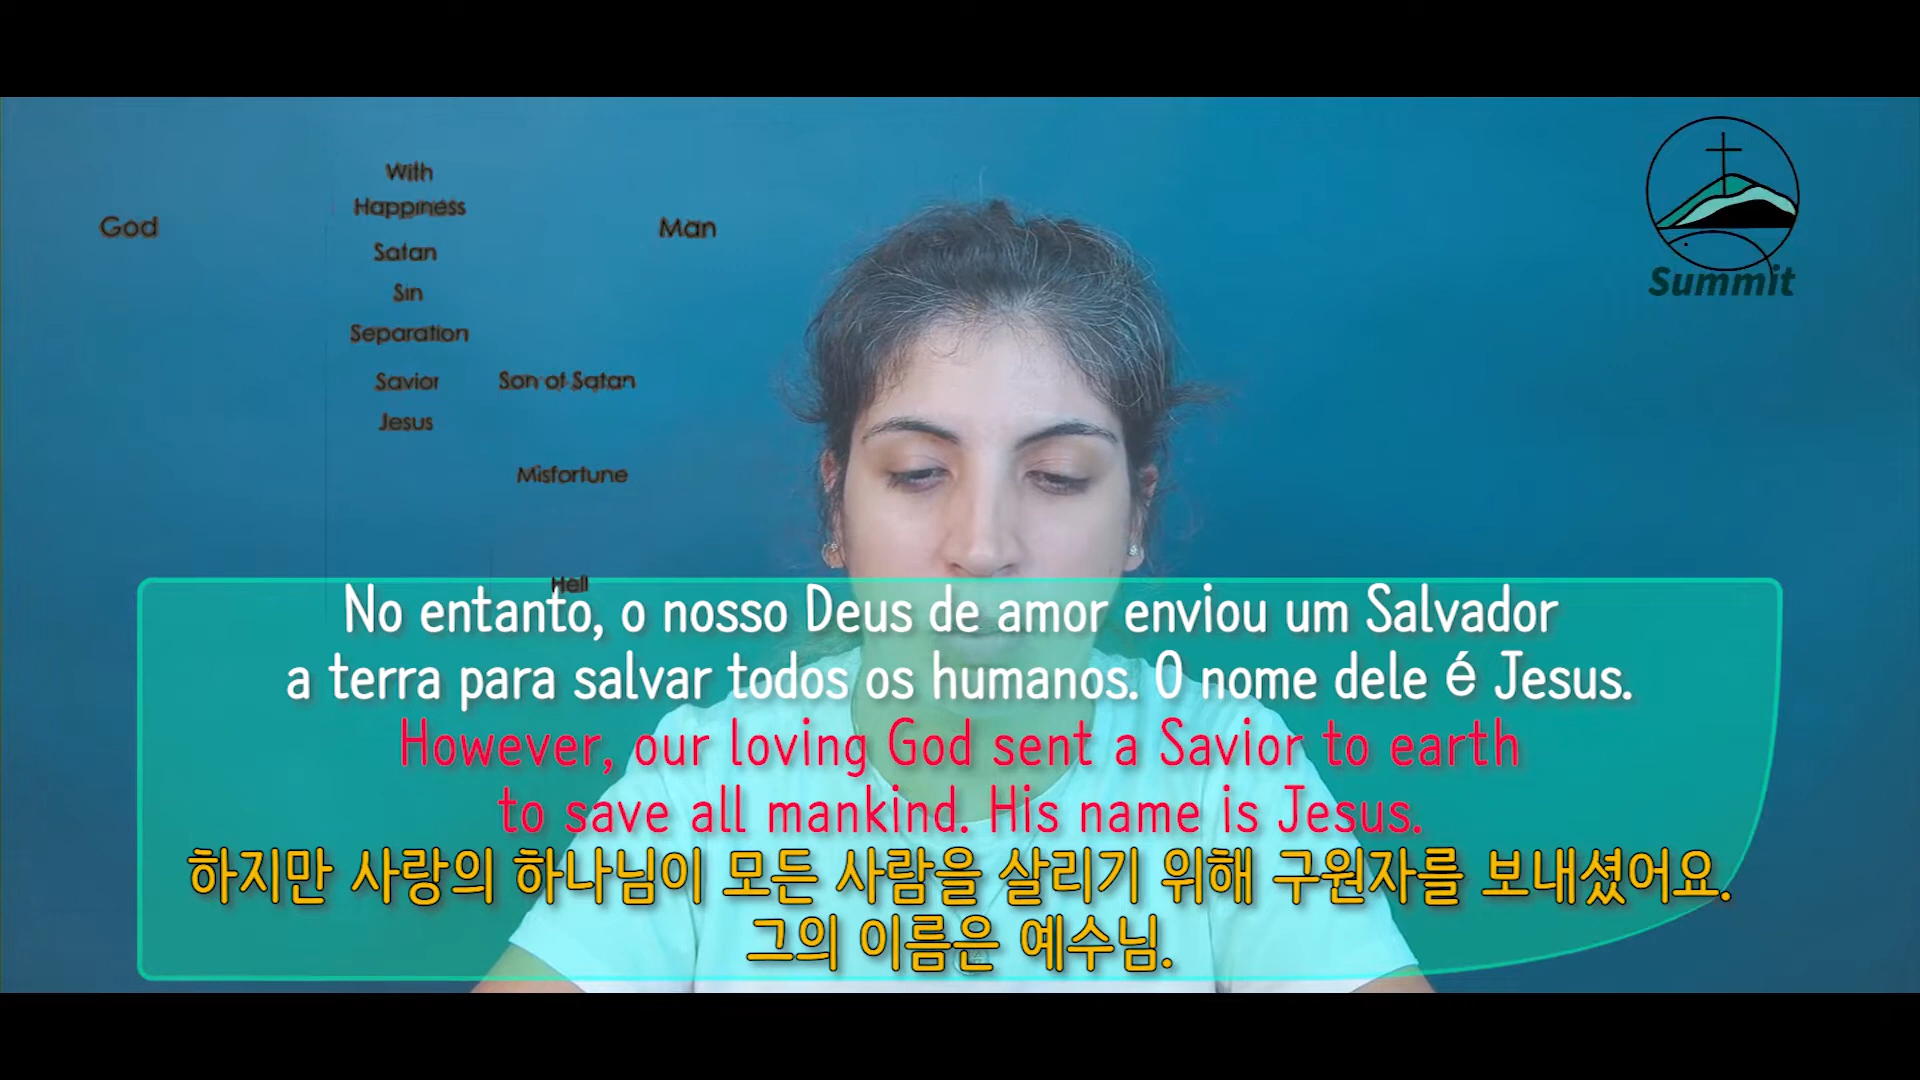 With
Happiness
God
Man
Satan
Sin
Separation
Savior
Son of Satan
Jesus
Misfortune
Hell
Summit
No entanto, o nosso Deus de amor enviou um Salvador
a terra para salvar todos os humanos. O nome dele é Jesus.
However, our loving God sent a Savior to earth
to save all mankind. His name is Jesus.
하지만 사랑의 하나님이 모든 사람을 살리기 위해 구원자를 보내셨어요.
그의 이름은 예수님.